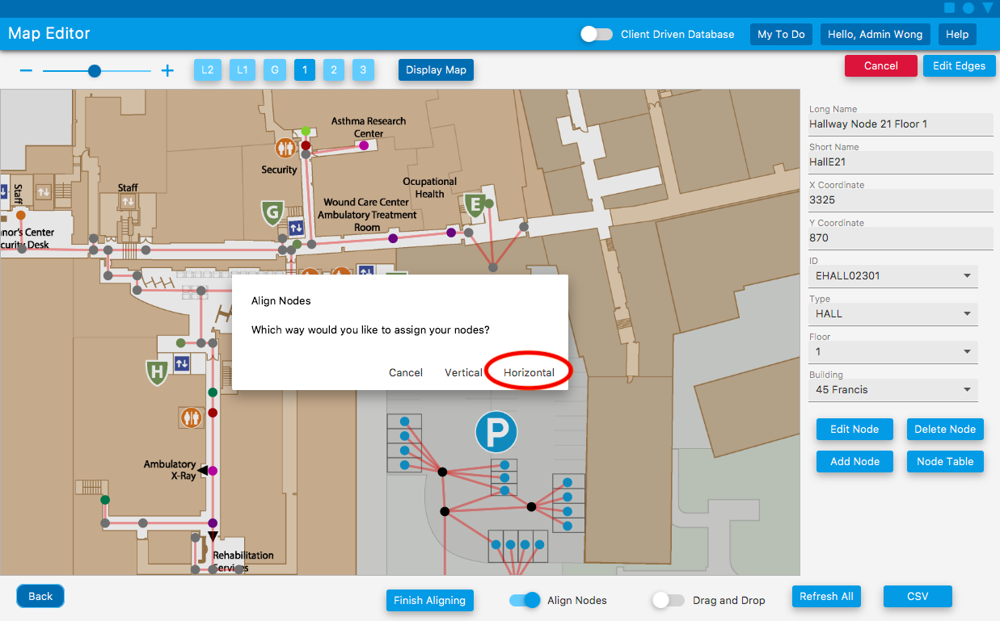 Map Editor
Client Driven Database
My To Do
Hello, Admin Wong
Help
L2
L1
G
1
2
3
Display Map
Cancel
Edit Edges
Long Name
Hallway Node 21 Floor 1
Short Name
HallE21
X Coordinate
3325
Y Coordinate
870
ID
EHALL02301
Type
HALL
Floor
1
Building
45 Francis
Edit Node
Delete Node
Add Node
Node Table
Asthma Research
Center
Security
Staff
Staff
Ocupational
Health
E
G
Wound Care Center
Ambulatory Treatment
Room
nnor's Center
curity Desk
Align Nodes
Which way would you like to assign your nodes?
Cancel
Vertical
Horizontal
H
P
Ambulatory
X-Ray
Rehabilitation
Services
Back
Finish Aligning
Align Nodes
Drag and Drop
Refresh All
CSV